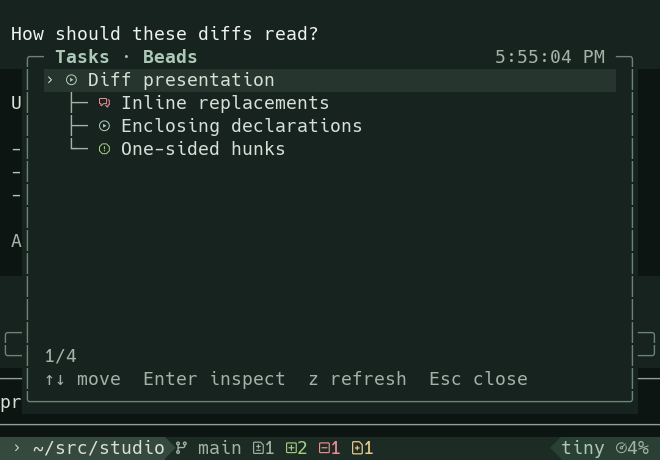 How should these diffs read?
Tasks · Beads 5:55:04 PM
› Diff presentation
U
├─ Inline replacements
├─ Enclosing declarations
- └─ One-sided hunks
-
-
A
1/4
↑↓ move Enter inspect z refresh Esc close
pr
› ~/src/studio main 1 2 1 1 tiny 4%